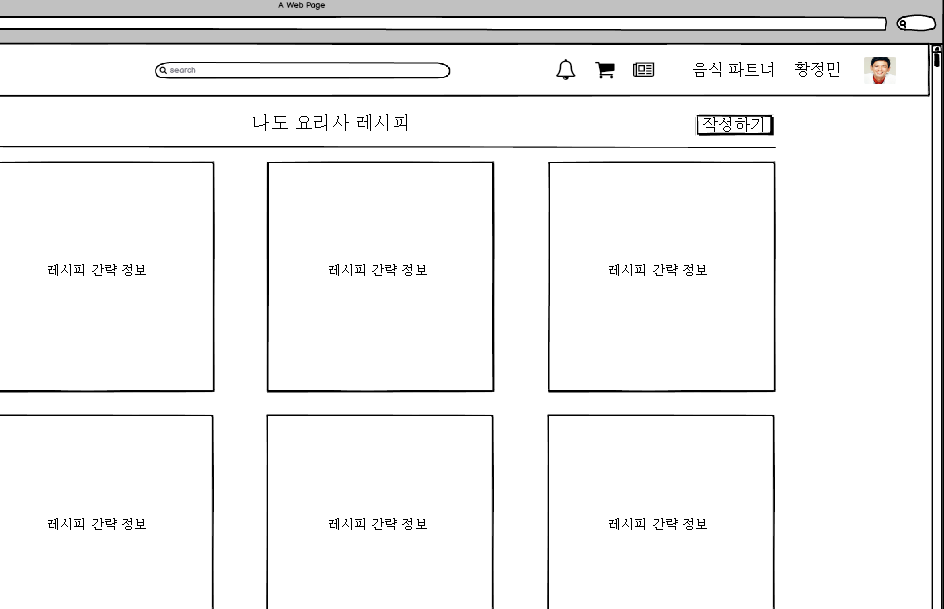 A Web Page
search
음식 파트너 황정민
나도 요리사 레시피
작성하기
레시피 간략 정보
레시피 간략 정보
레시피 간략 정보
레시피 간략 정보
레시피 간략 정보
레시피 간략 정보